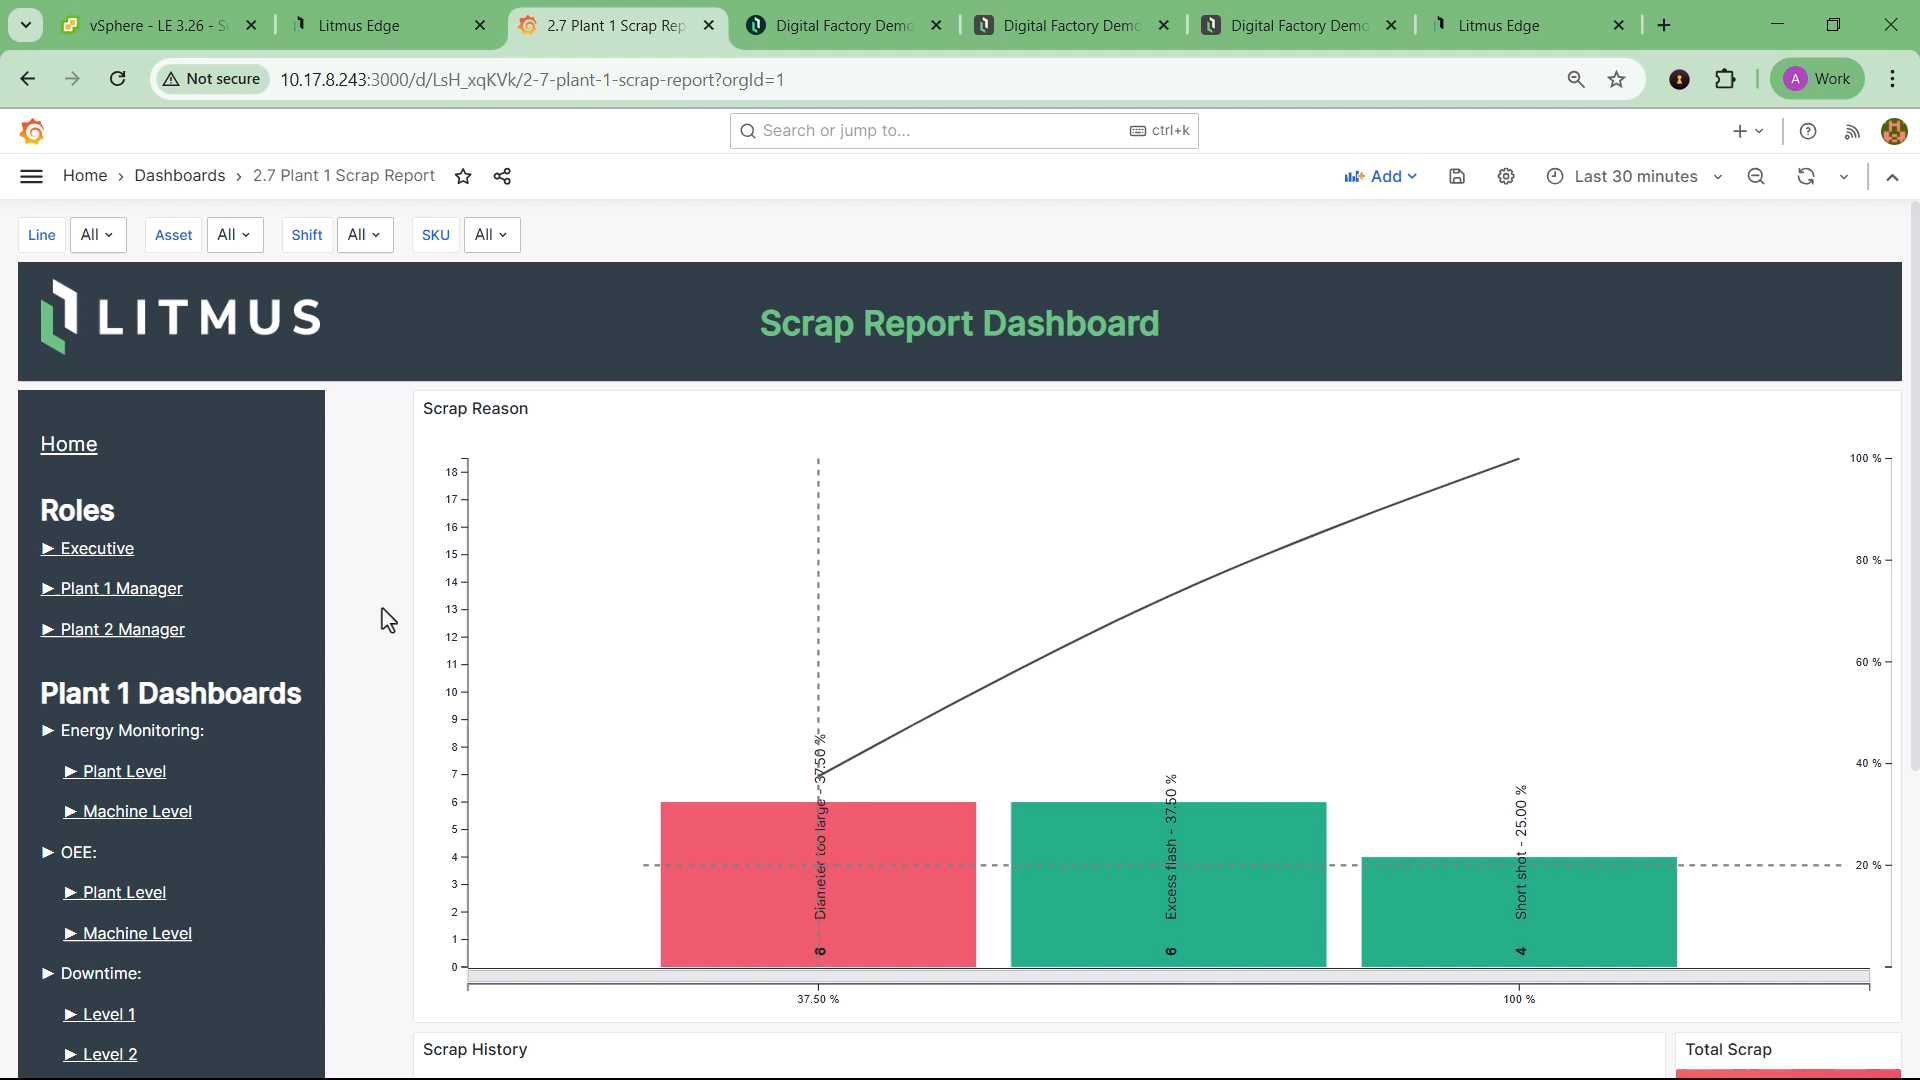 vSphere - LE 3.26 - S
Litmus Edge
2.7 Plant 1 Scrap Rep
Digital Factory Demo
Digital Factory Demo
Digital Factory Demo
Litmus Edge
Not secure
10.17.8.243:3000/d/LsH_xqKVk/2-7-plant-1-scrap-report?orgId=1
A Work
Search or jump to...
ctrl+k
Home › Dashboards › 2.7 Plant 1 Scrap Report
Add
Last 30 minutes
Line All
Asset All
Shift All
SKU All
LITMUS
Scrap Report Dashboard
Home
Roles
► Executive
► Plant 1 Manager
► Plant 2 Manager
Plant 1 Dashboards
► Energy Monitoring:
► Plant Level
► Machine Level
► OEE:
► Plant Level
► Machine Level
► Downtime:
► Level 1
► Level 2
Scrap Reason
18
17
16
15
14
13
12
11
10
9
8
7
6
5
4
3
2
1
0
100 %
80 %
60 %
40 %
20 %
6 Diameter too large - 37.50 %
6 Excess flash - 37.50 %
4 Short shot - 25.00 %
37.50 %
100 %
Scrap History
Total Scrap